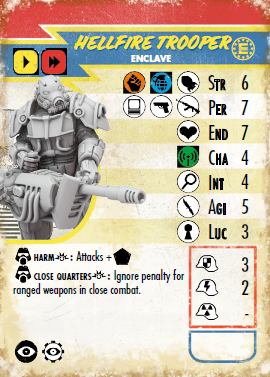 HELLFIRE TROOPER
ENCLAVE
STR 6
PER 7
END 7
CHA 4
INT 4
AGI 5
LUC 3
HARM: Attacks +
CLOSE QUARTERS: Ignore penalty for
ranged weapons in close combat.
3
2
-